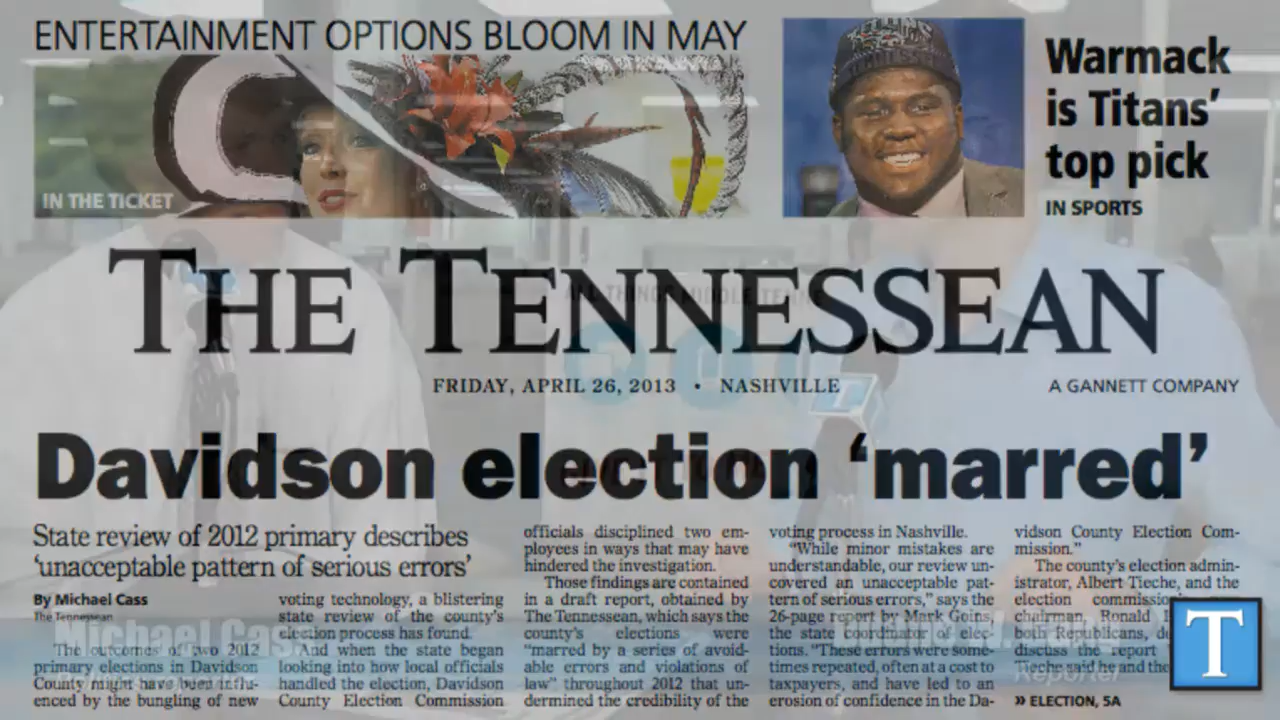 ENTERTAINMENT OPTIONS BLOOM IN MAY
IN THE TICKET
Warmack
is Titans'
top pick
IN SPORTS
THE TENNESSEAN
FRIDAY, APRIL 26, 2013 • NASHVILLE
A GANNETT COMPANY
Davidson election 'marred'
State review of 2012 primary describes
'unacceptable pattern of serious errors'
By Michael Cass
The Tennessean
The outcomes of two 2012
primary elections in Davidson
County might have been influ-
enced by the bungling of new
voting technology, a blistering
state review of the county's
election process has found.
And when the state began
looking into how local officials
handled the election, Davidson
County Election Commission
officials disciplined two em-
ployees in ways that may have
hindered the investigation.
Those findings are contained
in a draft report, obtained by
The Tennessean, which says the
county's elections were
"marred by a series of avoid-
able errors and violations of
law" throughout 2012 that un-
dermined the credibility of the
voting process in Nashville.
"While minor mistakes are
understandable, our review un-
covered an unacceptable pat-
tern of serious errors," says the
26-page report by Mark Goins,
the state coordinator of elec-
tions. "These errors were some-
times repeated, often at a cost to
taxpayers, and have led to an
erosion of confidence in the Da-
vidson County Election Com-
mission."
The county's election admin-
istrator, Albert Tieche, and the
election commission
chairman, Ronald
both Republicans, de
discuss the report
Tieche said he and the
» ELECTION, 5A
Michael Cass
Reporter
T